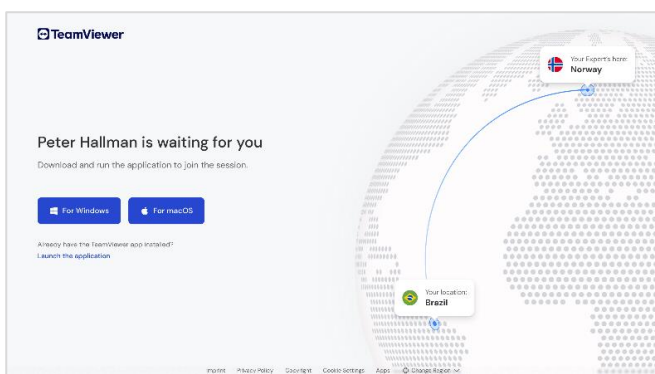 TeamViewer
Your Expert's here:
Norway
Peter Hallman is waiting for you
Download and run the application to join the session.
For Windows
For macOS
Already have the TeamViewer app installed?
Launch the application
Your location:
Brazil
Imprint Privacy Policy Copyright Cookie Settings Apps Change Region